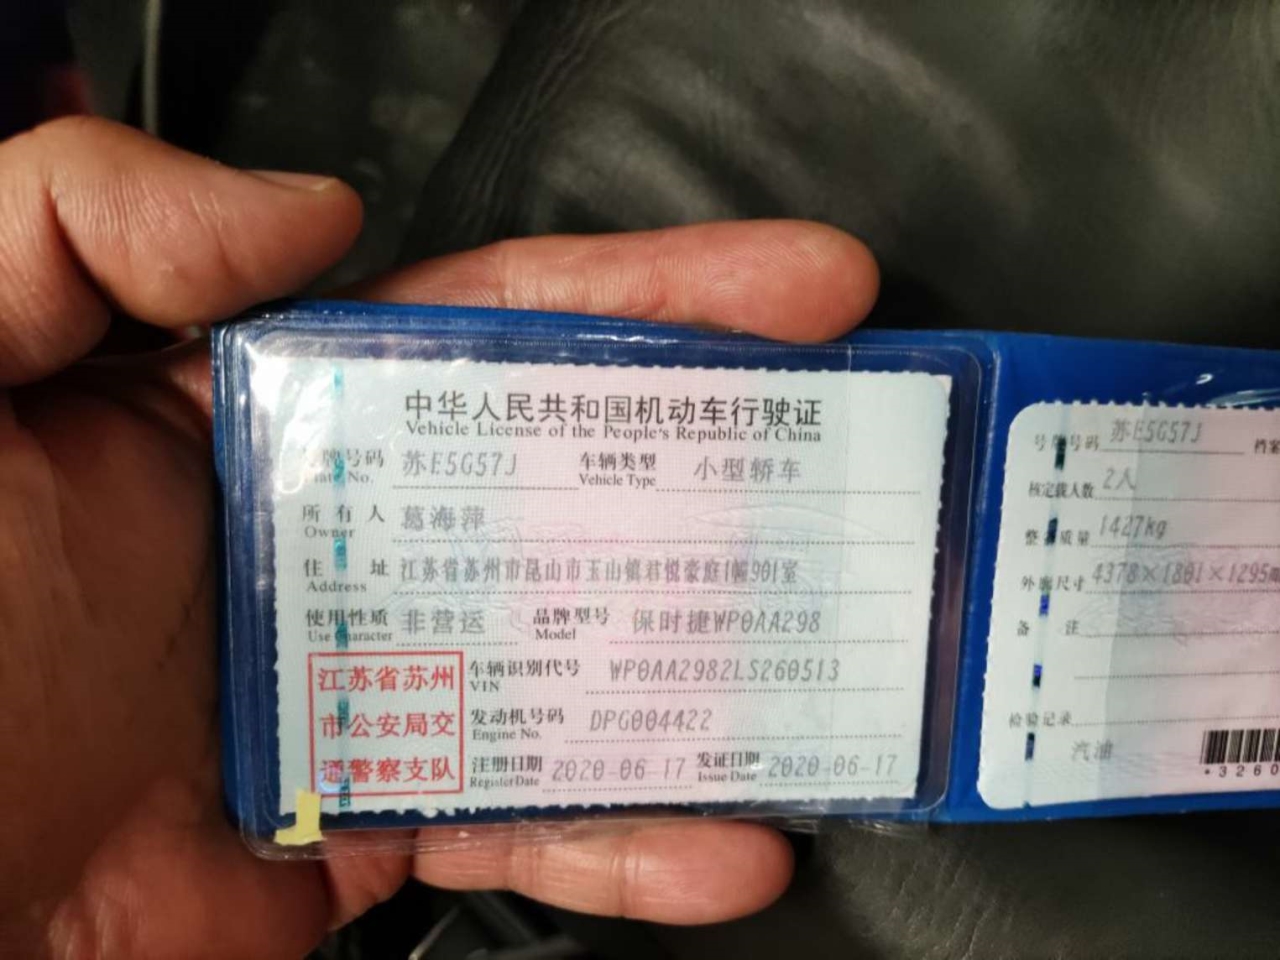 中华人民共和国机动车行驶证
Vehicle License of the People's Republic of China
号码 苏E5G57J 车辆类型 小型轿车
No. Vehicle Type
所有人 葛海萍
Owner
住址 江苏省苏州市昆山市玉山镇君悦豪庭1幢901室
Address
使用性质 非营运 品牌型号 保时捷WP0AA298
Use Character Model
江苏省苏州市公安局交通警察支队
车辆识别代号 WP0AA2982LS260513
VIN
发动机号码 DPG004422
Engine No.
注册日期 2020-06-17 发证日期 2020-06-17
Register Date Issue Date
号牌号码 苏E5G57J 档案
核定载人数 2人
整备质量 1427kg
外廓尺寸 4378×1801×1295
备注
检验记录
汽油
*3260